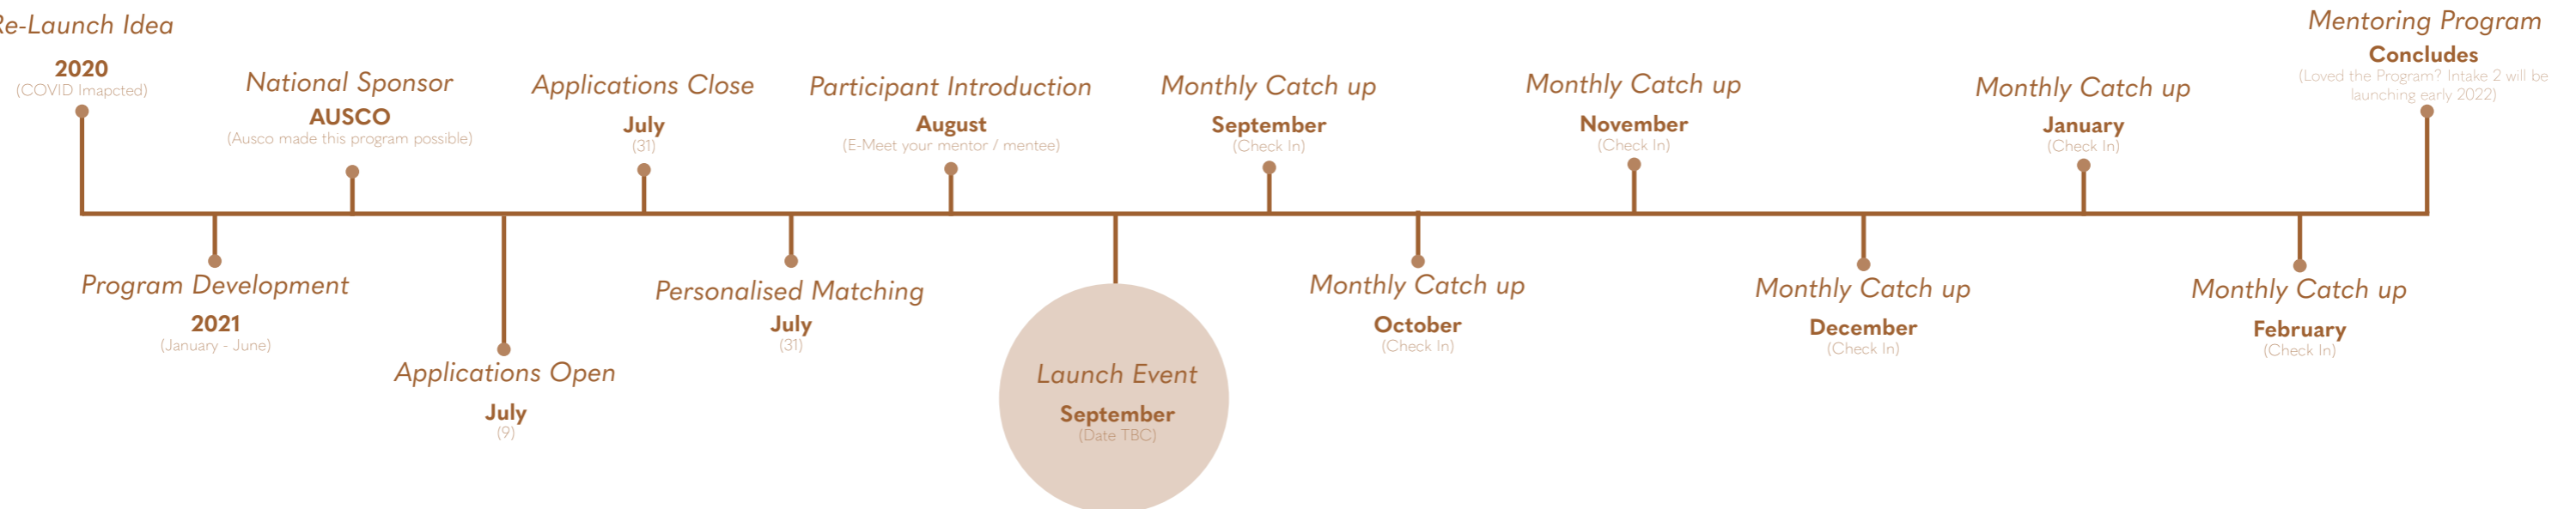 Re-Launch Idea
2020
(COVID Imapcted)
Program Development
2021
(January - June)
National Sponsor
AUSCO
(Ausco made this program possible)
Applications Open
July
(9)
Applications Close
July
(31)
Personalised Matching
July
(31)
Participant Introduction
August
(E-Meet your mentor / mentee)
Launch Event
September
(Date TBC)
Monthly Catch up
September
(Check In)
Monthly Catch up
October
(Check In)
Monthly Catch up
November
(Check In)
Monthly Catch up
December
(Check In)
Monthly Catch up
January
(Check In)
Monthly Catch up
February
(Check In)
Mentoring Program
Concludes
(Loved the Program? Intake 2 will be
launching early 2022)